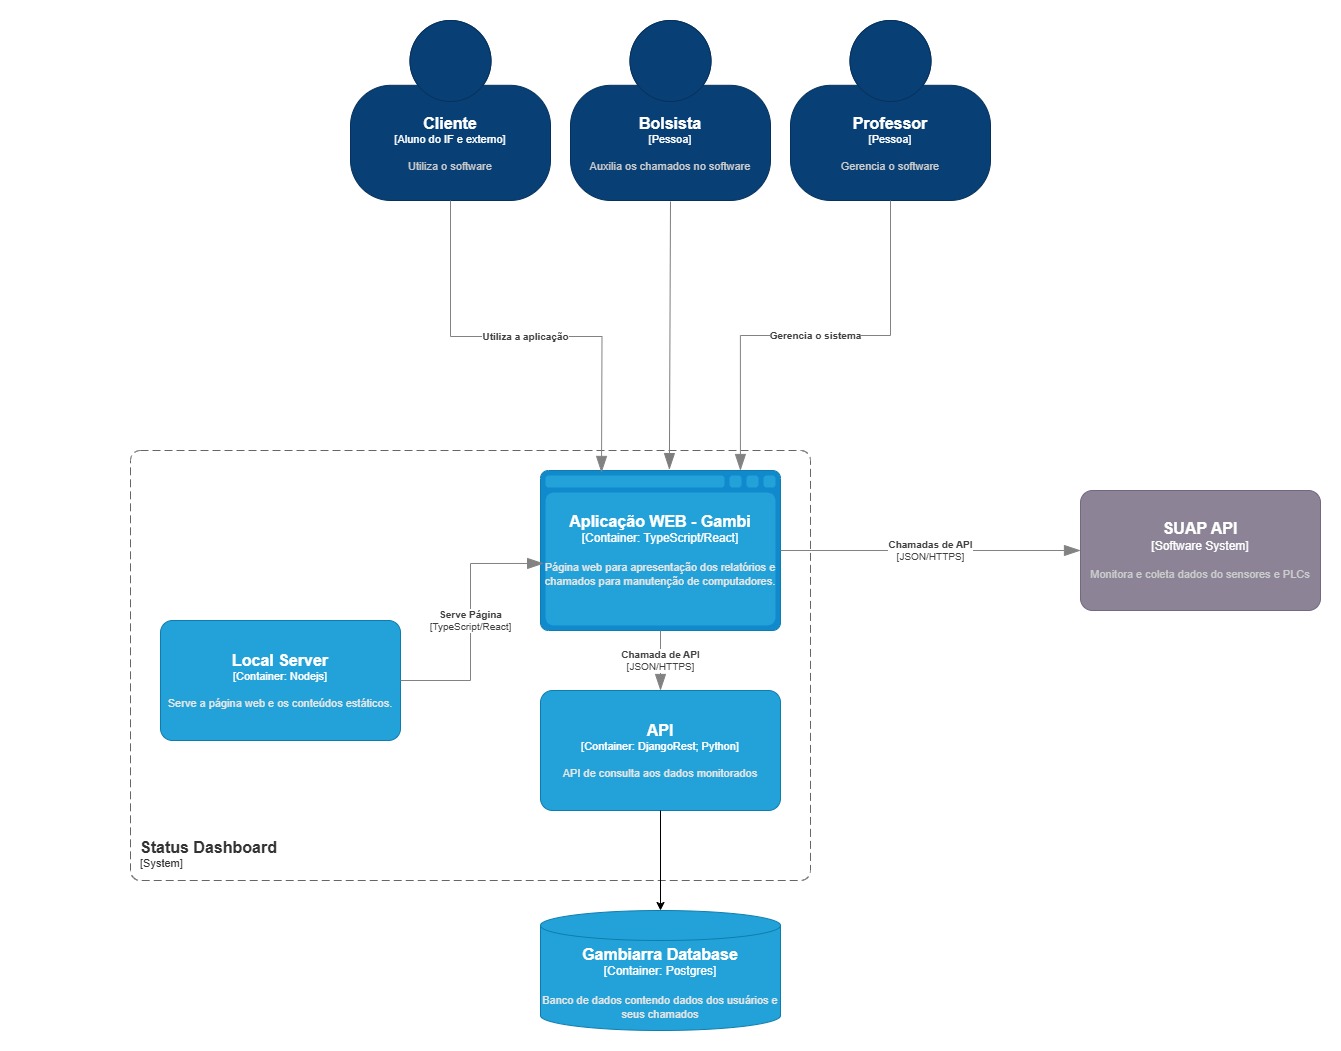 Cliente
[Aluno do IF e externo]
Utiliza o software
Bolsista
[Pessoa]
Auxilia os chamados no software
Professor
[Pessoa]
Gerencia o software
Utiliza a aplicação
Gerencia o sistema
Aplicação WEB - Gambi
[Container: TypeScript/React]
Página web para apresentação dos relatórios e
chamados para manutenção de computadores.
Chamadas de API
[JSON/HTTPS]
SUAP API
[Software System]
Monitora e coleta dados do sensores e PLCs
Serve Página
[TypeScript/React]
Local Server
[Container: Nodejs]
Serve a página web e os conteúdos estáticos.
Chamada de API
[JSON/HTTPS]
API
[Container: DjangoRest; Python]
API de consulta aos dados monitorados
Status Dashboard
[System]
Gambiarra Database
[Container: Postgres]
Banco de dados contendo dados dos usuários e
seus chamados